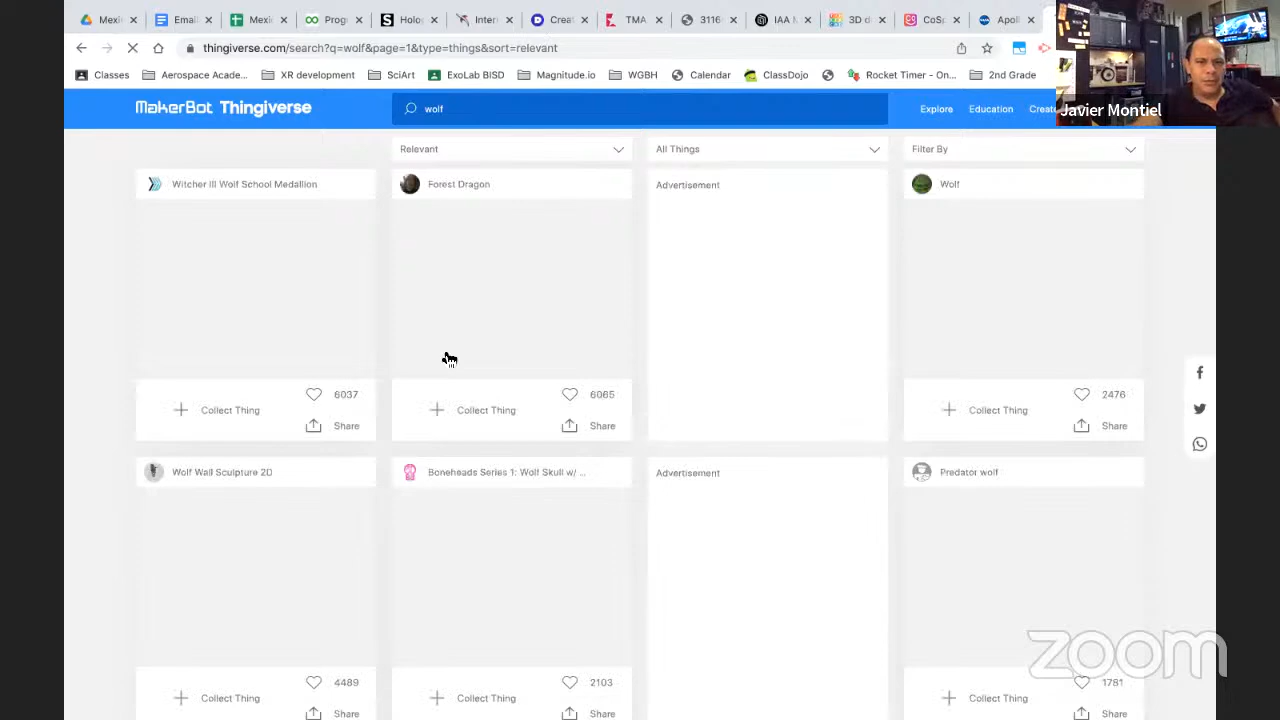 Mexic
Email
Mexic
Progr
Holog
Inter
Creat
TMA
3116
IAA M
3D d
CoSp
Apoll
thingiverse.com/search?q=wolf&page=1&type=things&sort=relevant
Classes
Aerospace Acade...
XR development
SciArt
ExoLab BISD
Magnitude.io
WGBH
Calendar
ClassDojo
Rocket Timer - On...
2nd Grade
Javier Montiel
MakerBot Thingiverse
wolf
Explore
Education
Create
Relevant
All Things
Filter By
Witcher III Wolf School Medallion
Forest Dragon
Advertisement
Wolf
6037
Collect Thing
Share
6065
Collect Thing
Share
2476
Collect Thing
Share
Wolf Wall Sculpture 2D
Boneheads Series 1: Wolf Skull w/ ...
Advertisement
Predator wolf
4489
Collect Thing
Share
2103
Collect Thing
Share
1781
Collect Thing
Share
zoom